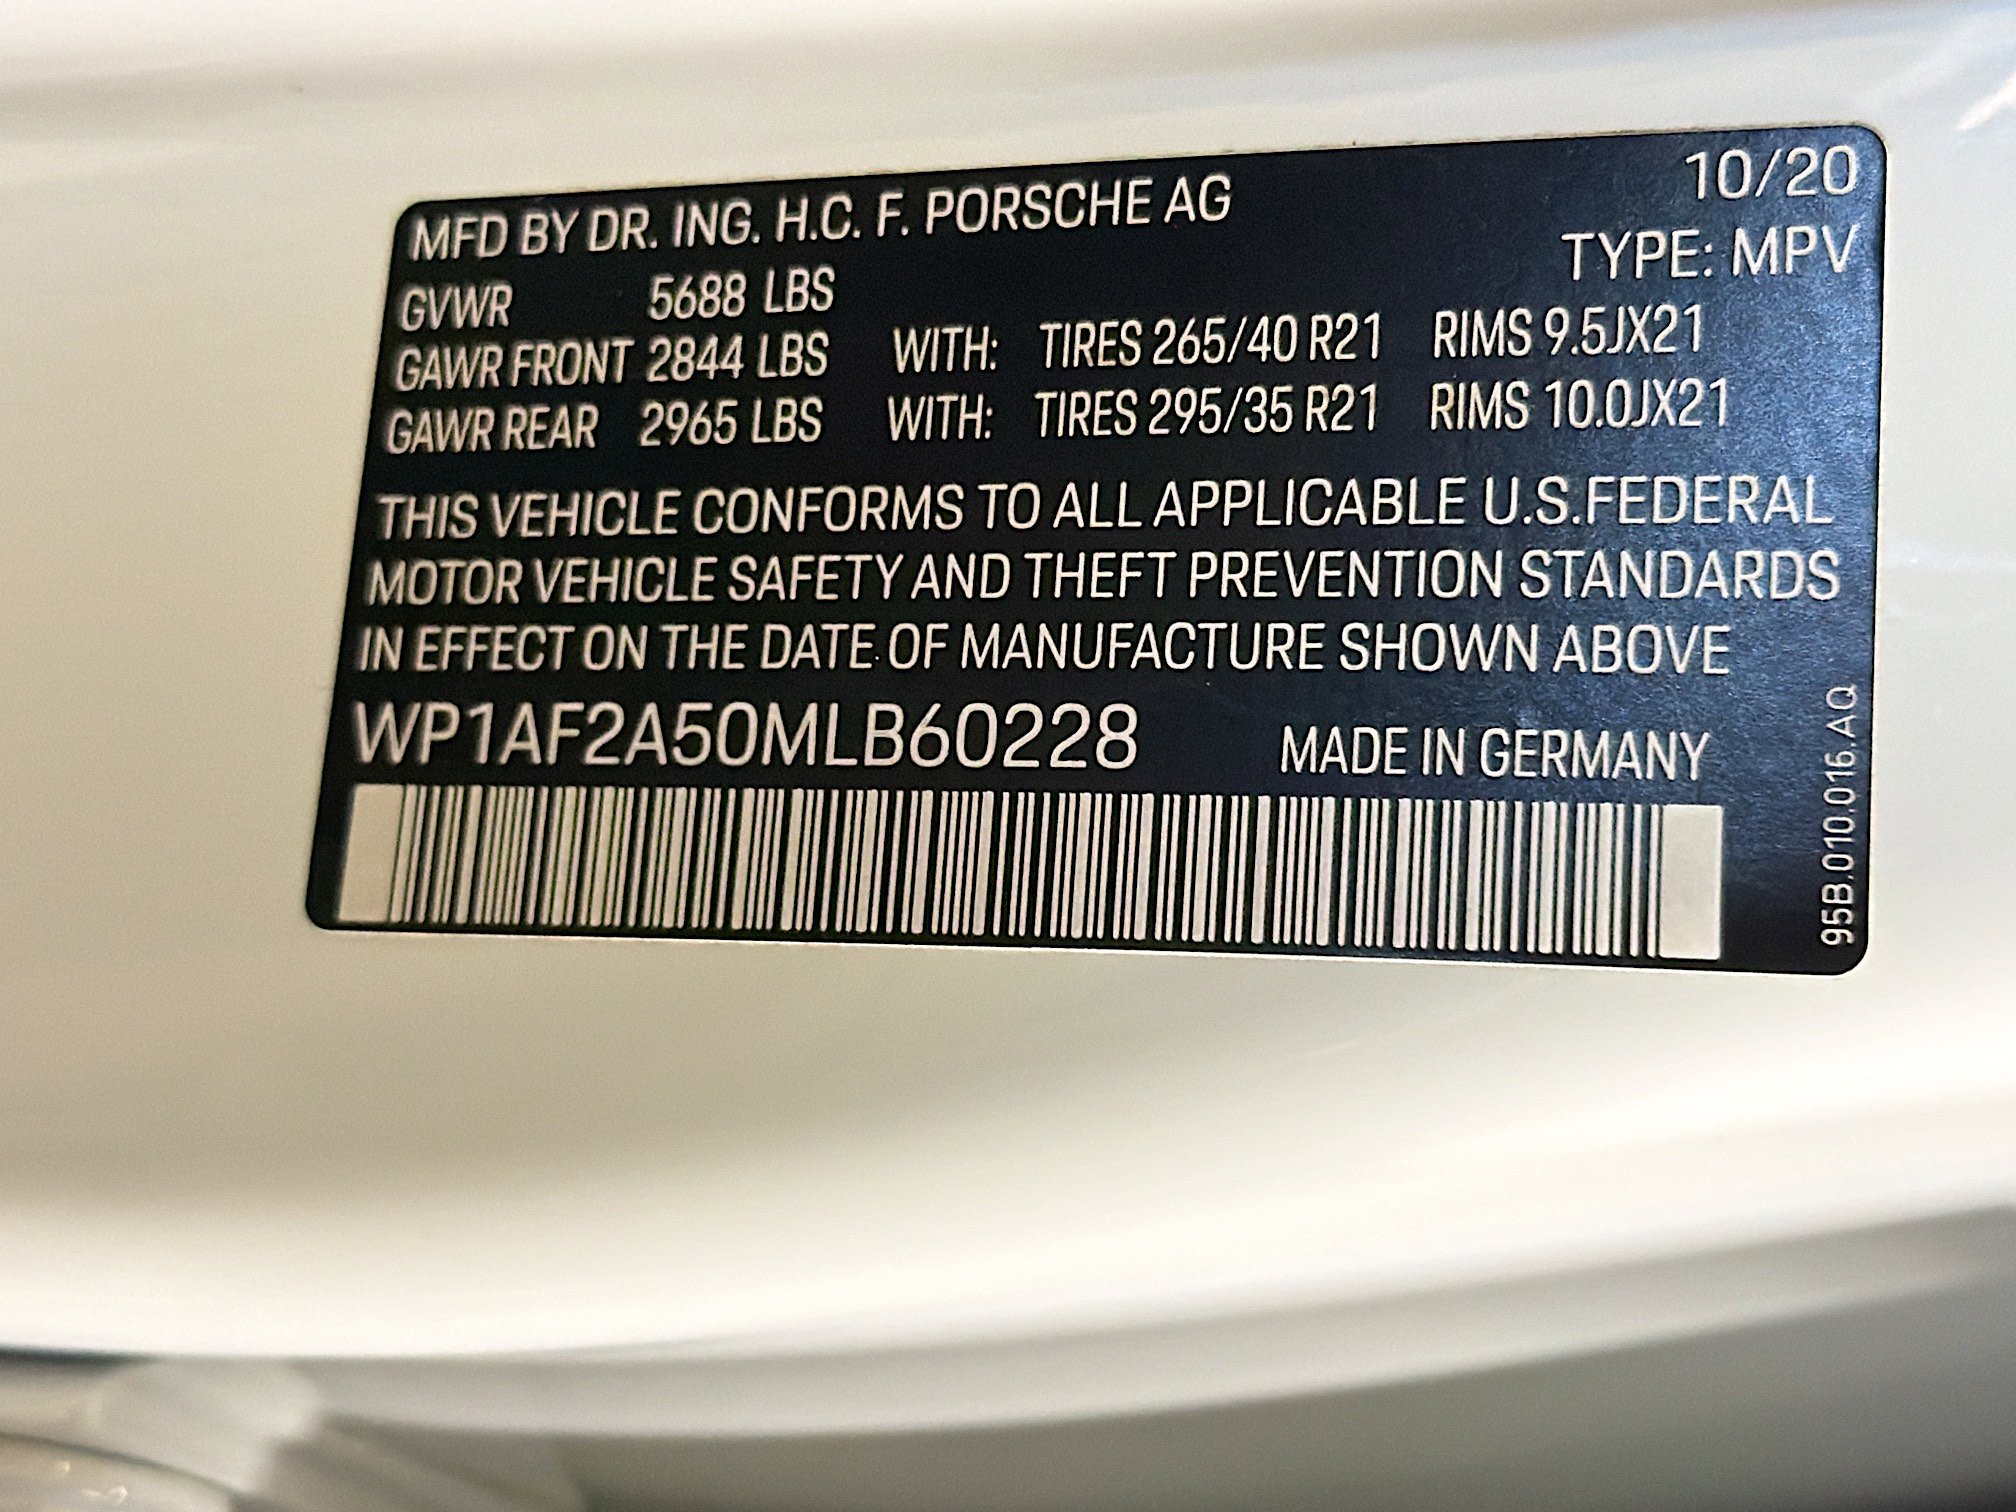 MFD BY DR. ING. H.C. F. PORSCHE AG 10/20
TYPE: MPV
GVWR 5688 LBS
GAWR FRONT 2844 LBS WITH: TIRES 265/40 R21 RIMS 9.5JX21
GAWR REAR 2965 LBS WITH: TIRES 295/35 R21 RIMS 10.0JX21
THIS VEHICLE CONFORMS TO ALL APPLICABLE U.S.FEDERAL
MOTOR VEHICLE SAFETY AND THEFT PREVENTION STANDARDS
IN EFFECT ON THE DATE OF MANUFACTURE SHOWN ABOVE
WP1AF2A50MLB60228 MADE IN GERMANY
95B.010.016.AQ